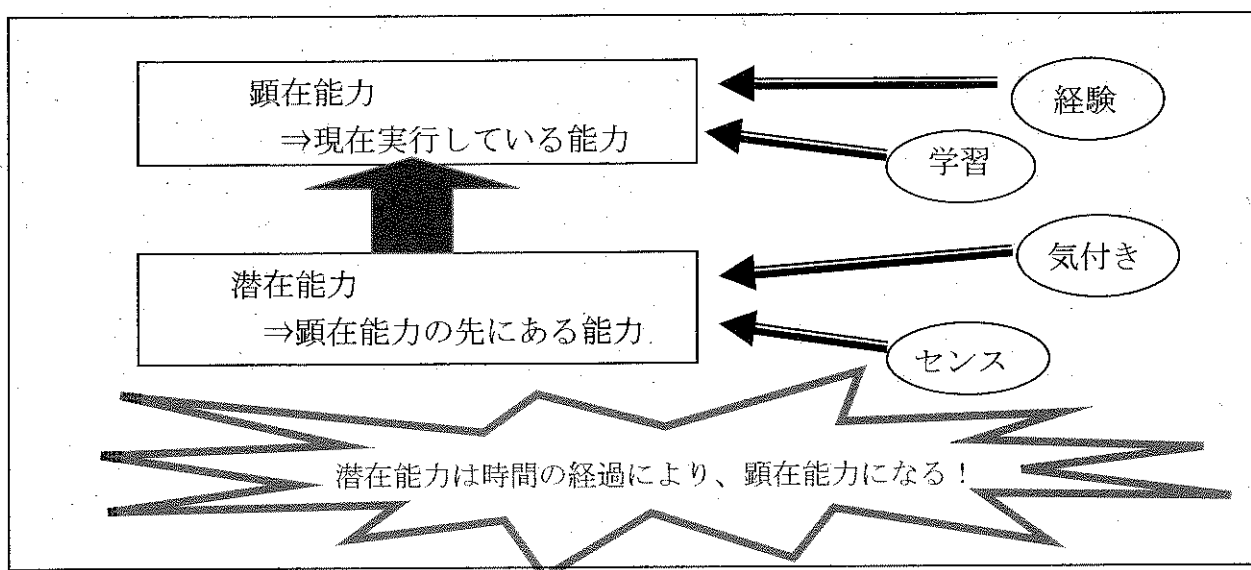 顕在能力
⇒現在実行している能力
経験
学習
潜在能力
⇒顕在能力の先にある能力
気付き
センス
潜在能力は時間の経過により、顕在能力になる！